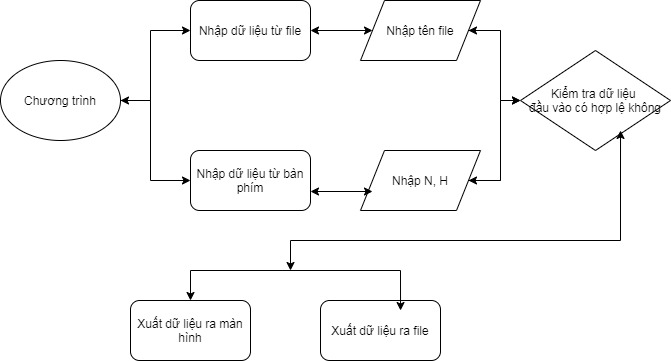 Nhập dữ liệu từ file
Nhập tên file
Chương trình
Kiểm tra dữ liệu
đầu vào có hợp lệ không
Nhập dữ liệu từ bàn
phím
Nhập N, H
Xuất dữ liệu ra màn
hình
Xuất dữ liệu ra file